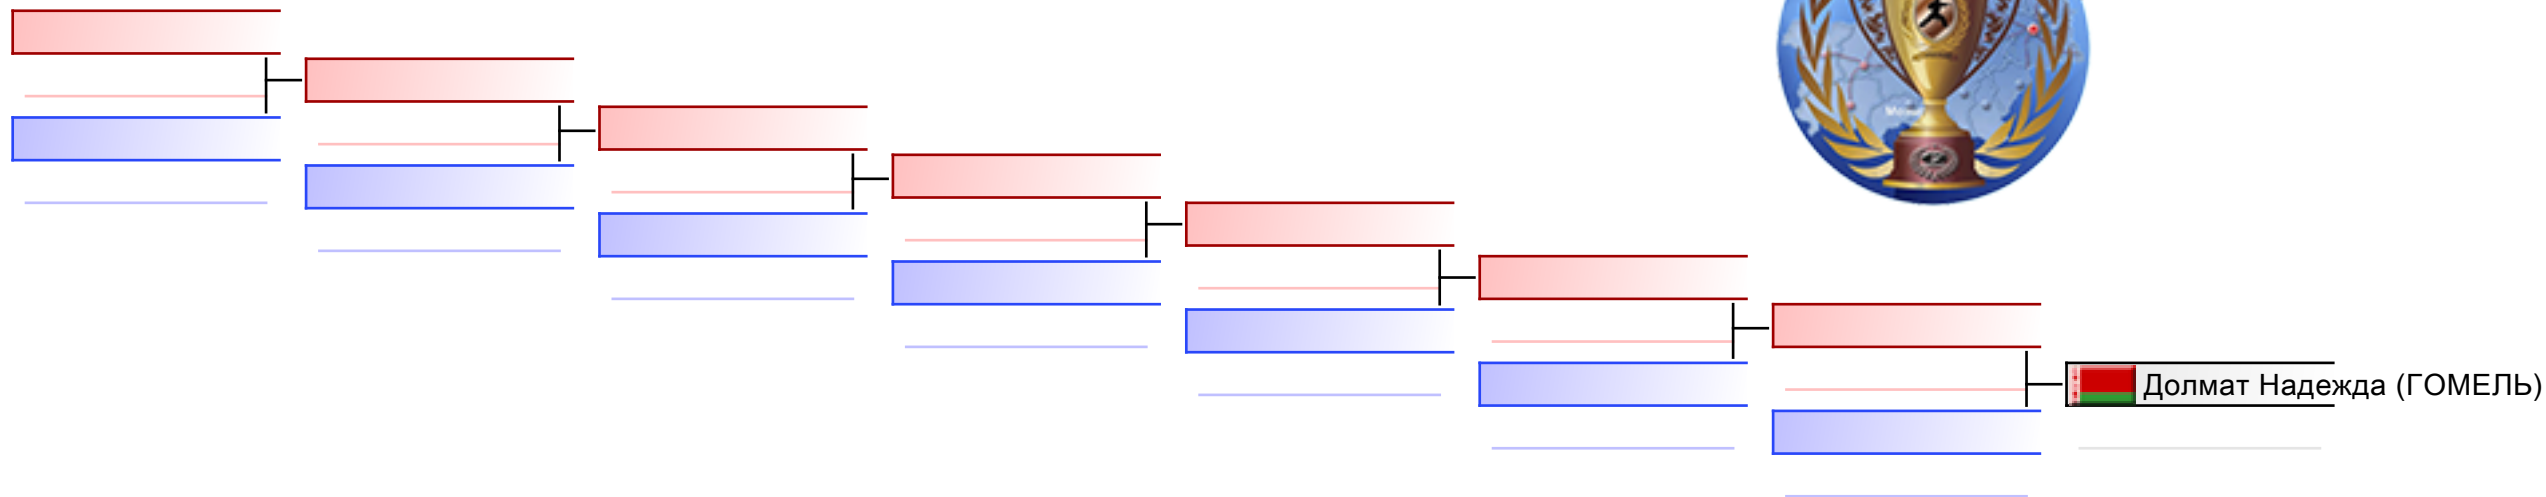 Долмат Надежда (ГОМЕЛЬ)